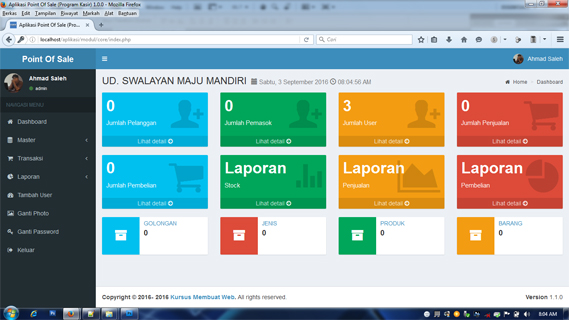 Aplikasi Point Of Sale (Program Kasir) 1.0.0 - Mozilla Firefox
Berkas Edit Tampilan Riwayat Markah Alat Bantuan
Aplikasi Point Of Sale (Pro...
localhost/aplikasi/modul/core/index.php
Cari
Point Of Sale
Ahmad Saleh
Ahmad Saleh
admin
NAVIGASI MENU
Dashboard
Master
Transaksi
Laporan
Tambah User
Ganti Photo
Ganti Password
Keluar
UD. SWALAYAN MAJU MANDIRI Sabtu, 3 September 2016 08:04:56 AM
Home Dashboard
0
Jumlah Pelanggan
Lihat detail
0
Jumlah Pemasok
Lihat detail
3
Jumlah User
Lihat detail
0
Jumlah Penjualan
Lihat detail
0
Jumlah Pembelian
Lihat detail
Laporan
Stock
Lihat detail
Laporan
Penjualan
Lihat detail
Laporan
Pembelian
Lihat detail
GOLONGAN
0
JENIS
0
PRODUK
0
BARANG
0
Copyright © 2016- 2016 Kursus Membuat Web. All rights reserved.
Version 1.1.0
8:04 AM